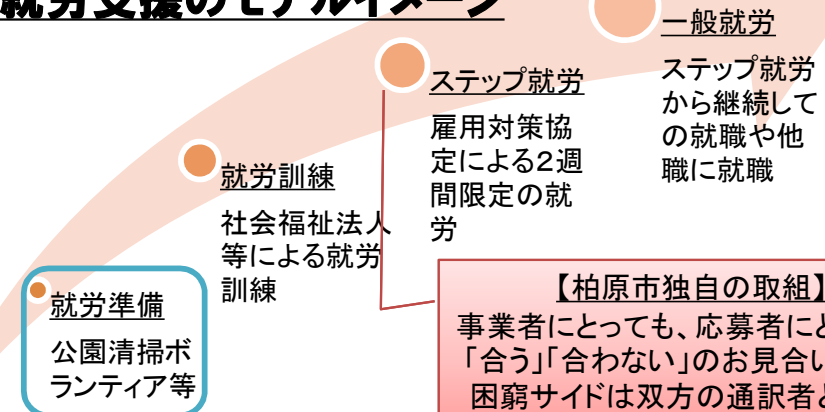 就労支援のモデルイメージ
一般就労
ステップ就労
から継続して
の就職や他
職に就職
ステップ就労
雇用対策協
定による2週
間限定の就
労
就労訓練
社会福祉法人
等による就労
訓練
就労準備
公園清掃ボ
ランティア等
【柏原市独自の取組】
事業者にとっても、応募者にと
「合う」「合わない」のお見合い
困窮サイドは双方の通訳者と